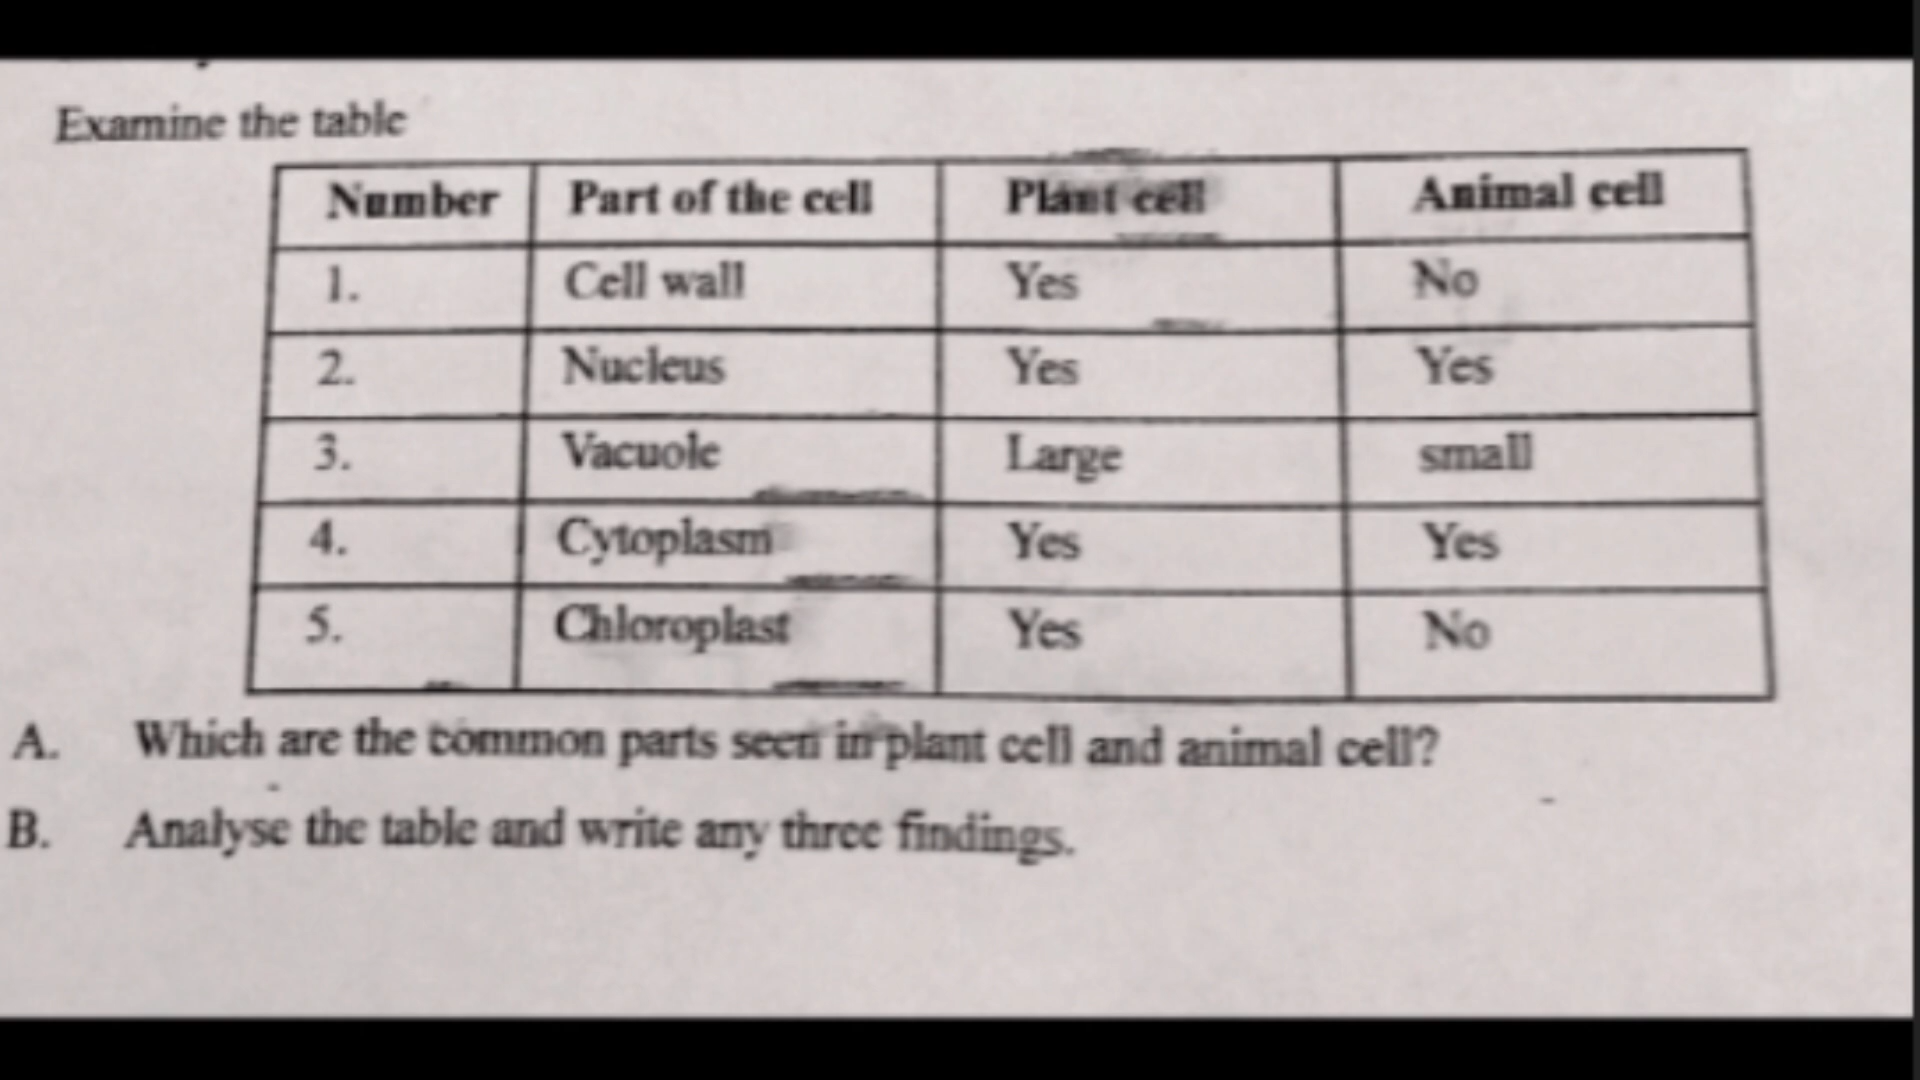 Examine the table
Number Part of the cell Plant cell Animal cell
1. Cell wall Yes No
2. Nucleus Yes Yes
3. Vacuole Large small
4. Cytoplasm Yes Yes
5. Chloroplast Yes No
A. Which are the common parts seen in plant cell and animal cell?
B. Analyse the table and write any three findings.